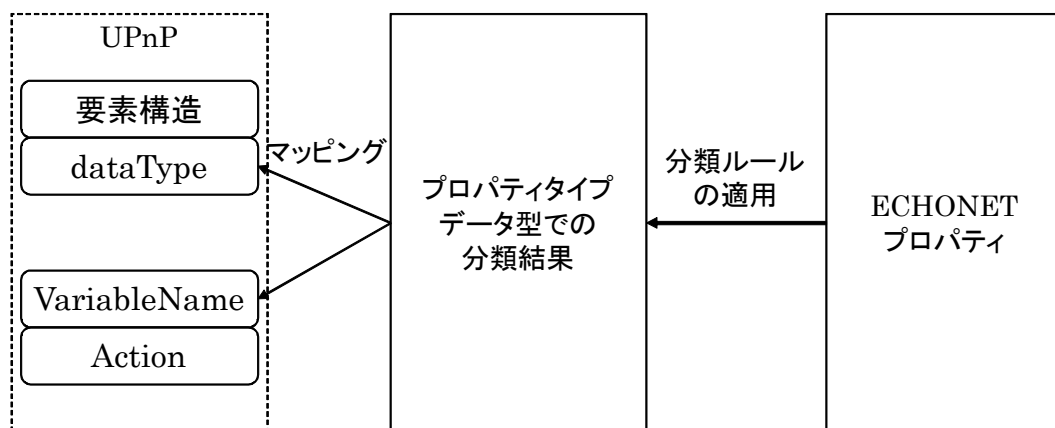 UPnP
要素構造
dataType
VariableName
Action
マッピング
プロパティタイプ
データ型での
分類結果
分類ルール
の適用
ECHONET
プロパティ